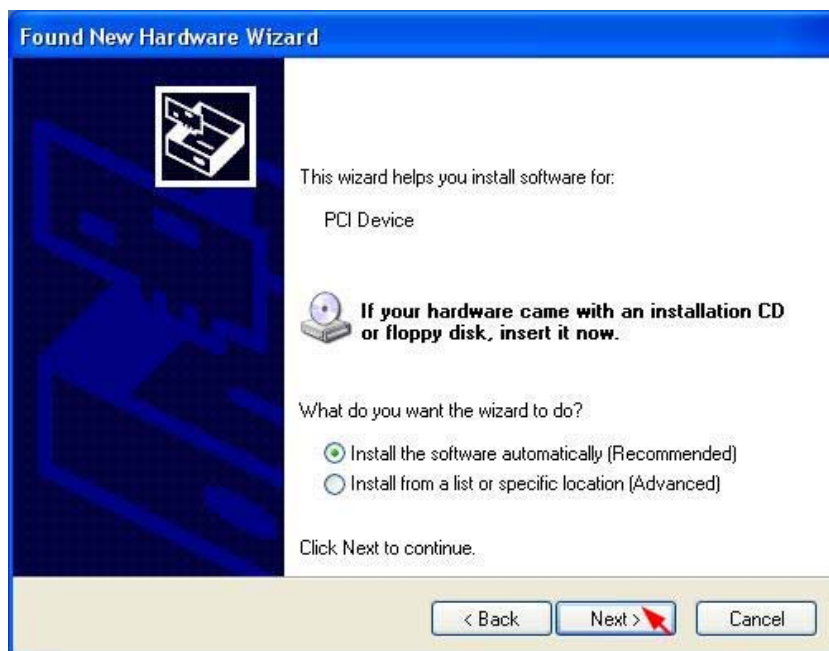 Found New Hardware Wizard
This wizard helps you install software for:
PCI Device
If your hardware came with an installation CD
or floppy disk, insert it now.
What do you want the wizard to do?
Install the software automatically (Recommended)
Install from a list or specific location (Advanced)
Click Next to continue.
< Back Next > Cancel